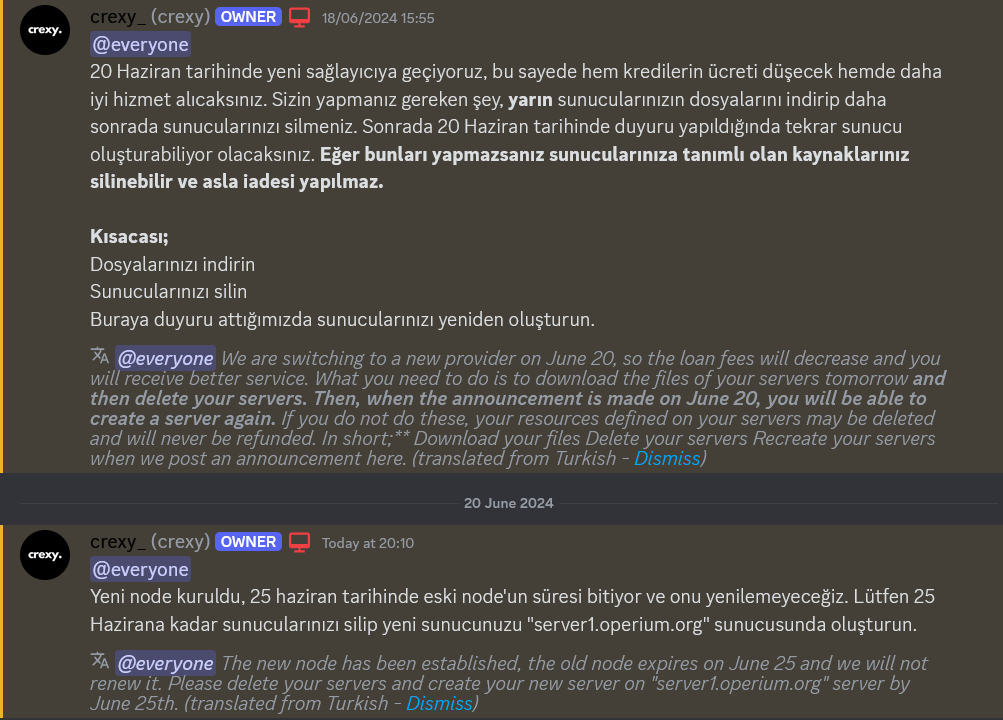 crexy_ (crexy) OWNER 18/06/2024 15:55
crexy.
@everyone
20 Haziran tarihinde yeni sağlayıcıya geçiyoruz, bu sayede hem kredilerin ücreti düşecek hemde daha
iyi hizmet alıcaksınız. Sizin yapmanız gereken şey, yarın sunucularınızın dosyalarını indirip daha
sonrada sunucularınızı silmeniz. Sonrada 20 Haziran tarihinde duyuru yapıldığında tekrar sunucu
oluşturabiliyor olacaksınız. Eğer bunları yapmazsanız sunucularınıza tanımlı olan kaynaklarınız
silinebilir ve asla iadesi yapılmaz.
Kısacası;
Dosyalarınızı indirin
Sunucularınızı silin
Buraya duyuru attığımızda sunucularınızı yeniden oluşturun.
@everyone We are switching to a new provider on June 20, so the loan fees will decrease and you
will receive better service. What you need to do is to download the files of your servers tomorrow and
then delete your servers. Then, when the announcement is made on June 20, you will be able to
create a server again. If you do not do these, your resources defined on your servers may be deleted
and will never be refunded. In short;** Download your files Delete your servers Recreate your servers
when we post an announcement here. (translated from Turkish - Dismiss)
20 June 2024
crexy_ (crexy) OWNER Today at 20:10
crexy.
@everyone
Yeni node kuruldu, 25 haziran tarihinde eski node'un süresi bitiyor ve onu yenilemeyeceğiz. Lütfen 25
Hazirana kadar sunucularınızı silip yeni sunucunuzu "server1.operium.org" sunucusunda oluşturun.
@everyone The new node has been established, the old node expires on June 25 and we will not
renew it. Please delete your servers and create your new server on "server1.operium.org" server by
June 25th. (translated from Turkish - Dismiss)